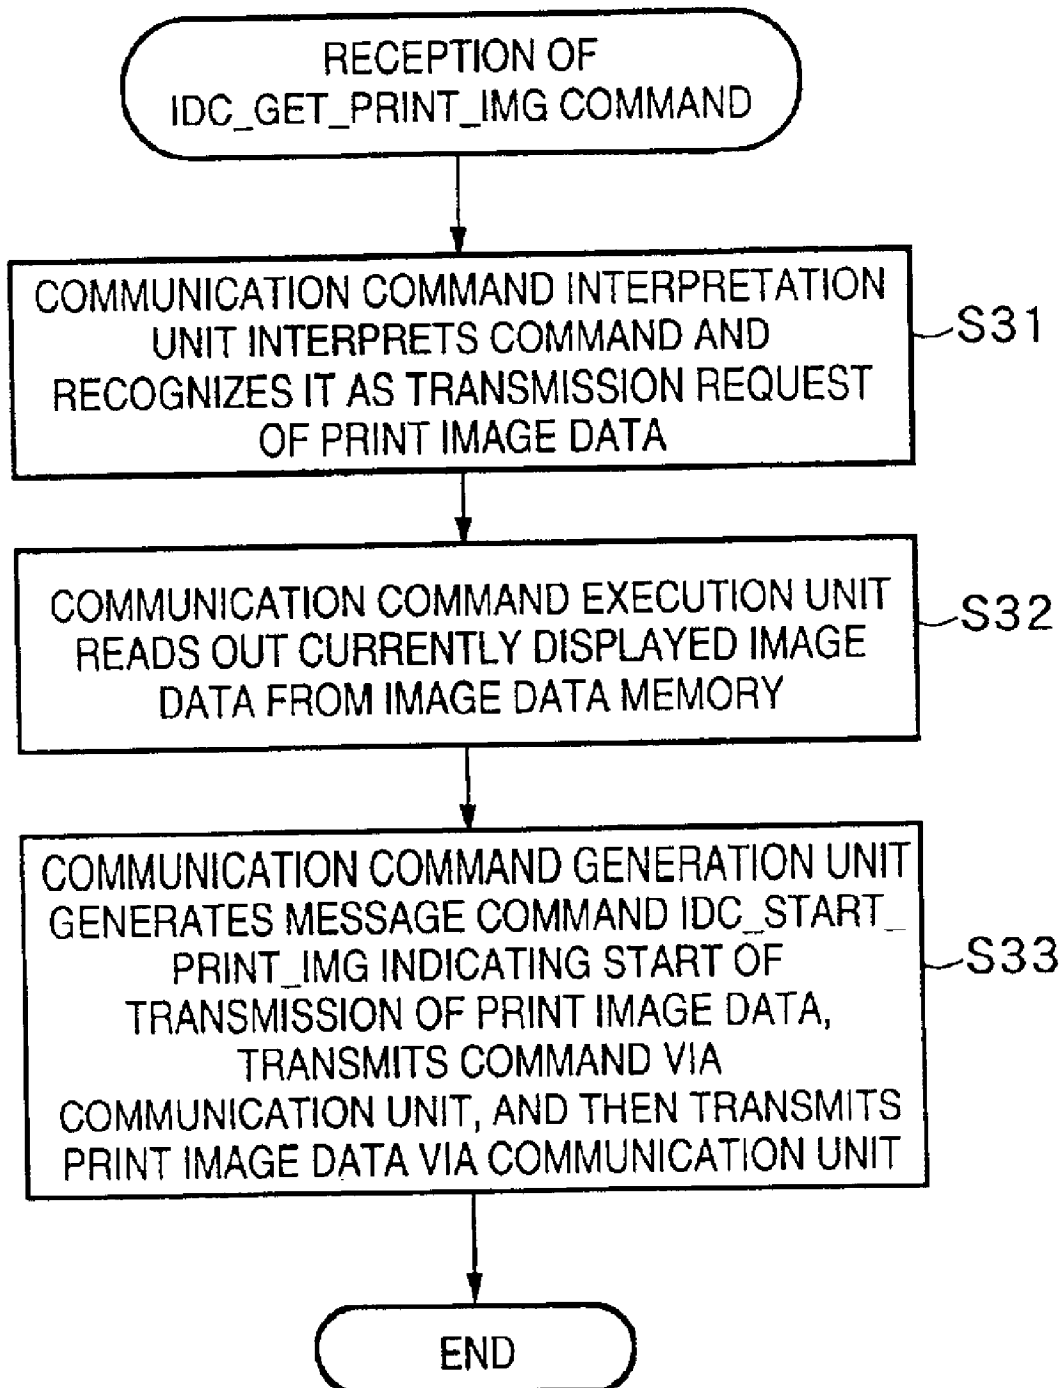 RECEPTION OF
IDC_GET_PRINT_IMG COMMAND
COMMUNICATION COMMAND INTERPRETATION
UNIT INTERPRETS COMMAND AND
RECOGNIZES IT AS TRANSMISSION REQUEST
OF PRINT IMAGE DATA
S31
COMMUNICATION COMMAND EXECUTION UNIT
READS OUT CURRENTLY DISPLAYED IMAGE
DATA FROM IMAGE DATA MEMORY
S32
COMMUNICATION COMMAND GENERATION UNIT
GENERATES MESSAGE COMMAND IDC_START_
PRINT_IMG INDICATING START OF
TRANSMISSION OF PRINT IMAGE DATA,
TRANSMITS COMMAND VIA
COMMUNICATION UNIT, AND THEN TRANSMITS
PRINT IMAGE DATA VIA COMMUNICATION UNIT
S33
END